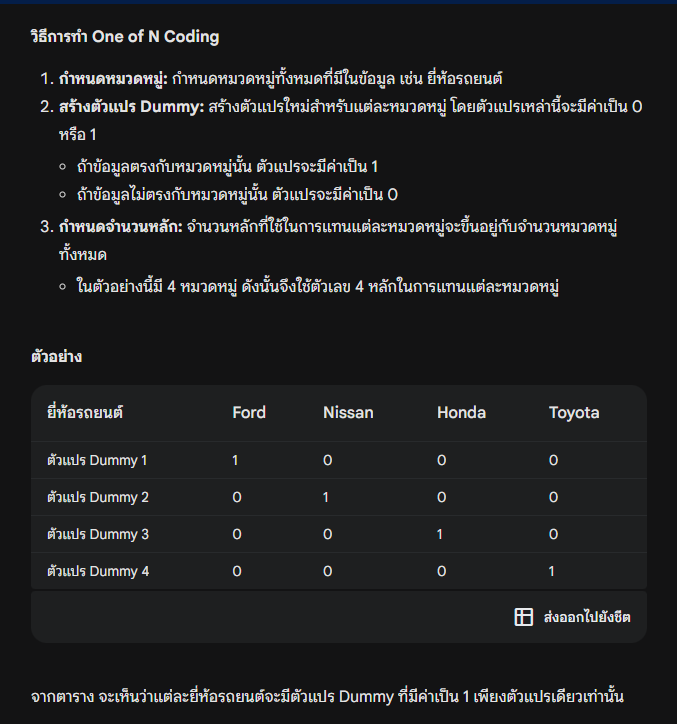 วิธีการทำ One of N Coding
1. กำหนดหมวดหมู่: กำหนดหมวดหมู่ทั้งหมดที่มีในข้อมูล เช่น ยี่ห้อรถยนต์
2. สร้างตัวแปร Dummy: สร้างตัวแปรใหม่สำหรับแต่ละหมวดหมู่ โดยตัวแปรเหล่านี้จะมีค่าเป็น 0
หรือ 1
○ ถ้าข้อมูลตรงกับหมวดหมู่นั้น ตัวแปรจะมีค่าเป็น 1
○ ถ้าข้อมูลไม่ตรงกับหมวดหมู่นั้น ตัวแปรจะมีค่าเป็น 0
3. กำหนดจำนวนหลัก: จำนวนหลักที่ใช้ในการแทนแต่ละหมวดหมู่จะขึ้นอยู่กับจำนวนหมวดหมู่
ทั้งหมด
○ ในตัวอย่างนี้มี 4 หมวดหมู่ ดังนั้นจึงใช้ตัวเลข 4 หลักในการแทนแต่ละหมวดหมู่
ตัวอย่าง
ยี่ห้อรถยนต์ Ford Nissan Honda Toyota
ตัวแปร Dummy 1 1 0 0 0
ตัวแปร Dummy 2 0 1 0 0
ตัวแปร Dummy 3 0 0 1 0
ตัวแปร Dummy 4 0 0 0 1
ส่งออกไปยังชีต
จากตาราง จะเห็นว่าแต่ละยี่ห้อรถยนต์จะมีตัวแปร Dummy ที่มีค่าเป็น 1 เพียงตัวแปรเดียวเท่านั้น